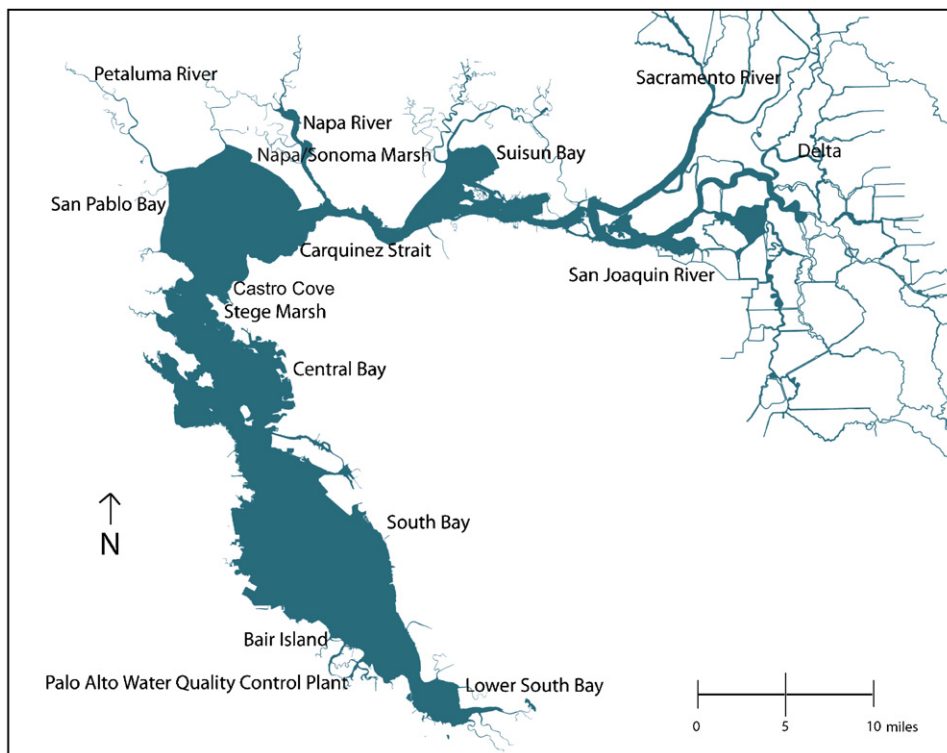 Petaluma River
Sacramento River
Napa River
Napa/Sonoma Marsh
Suisun Bay
Delta
San Pablo Bay
Carquinez Strait
San Joaquin River
Castro Cove
Stege Marsh
Central Bay
N
South Bay
Bair Island
Palo Alto Water Quality Control Plant
Lower South Bay
0 5 10 miles